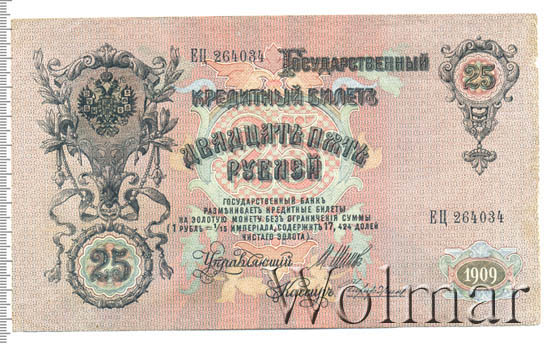 ЕЦ 264034
Государственный
25
Кредитный Билетъ
Двадцать пять
Рублей
Государственный Банкъ
размѣниваетъ кредитные билеты
на золотую монету безъ ограниченія суммы
(1 рубль = 1/15 имперіала, содержитъ 17,424 долей
чистаго золота).
ЕЦ 264034
Управляющій
25
Кассиръ
1909
Wolmar